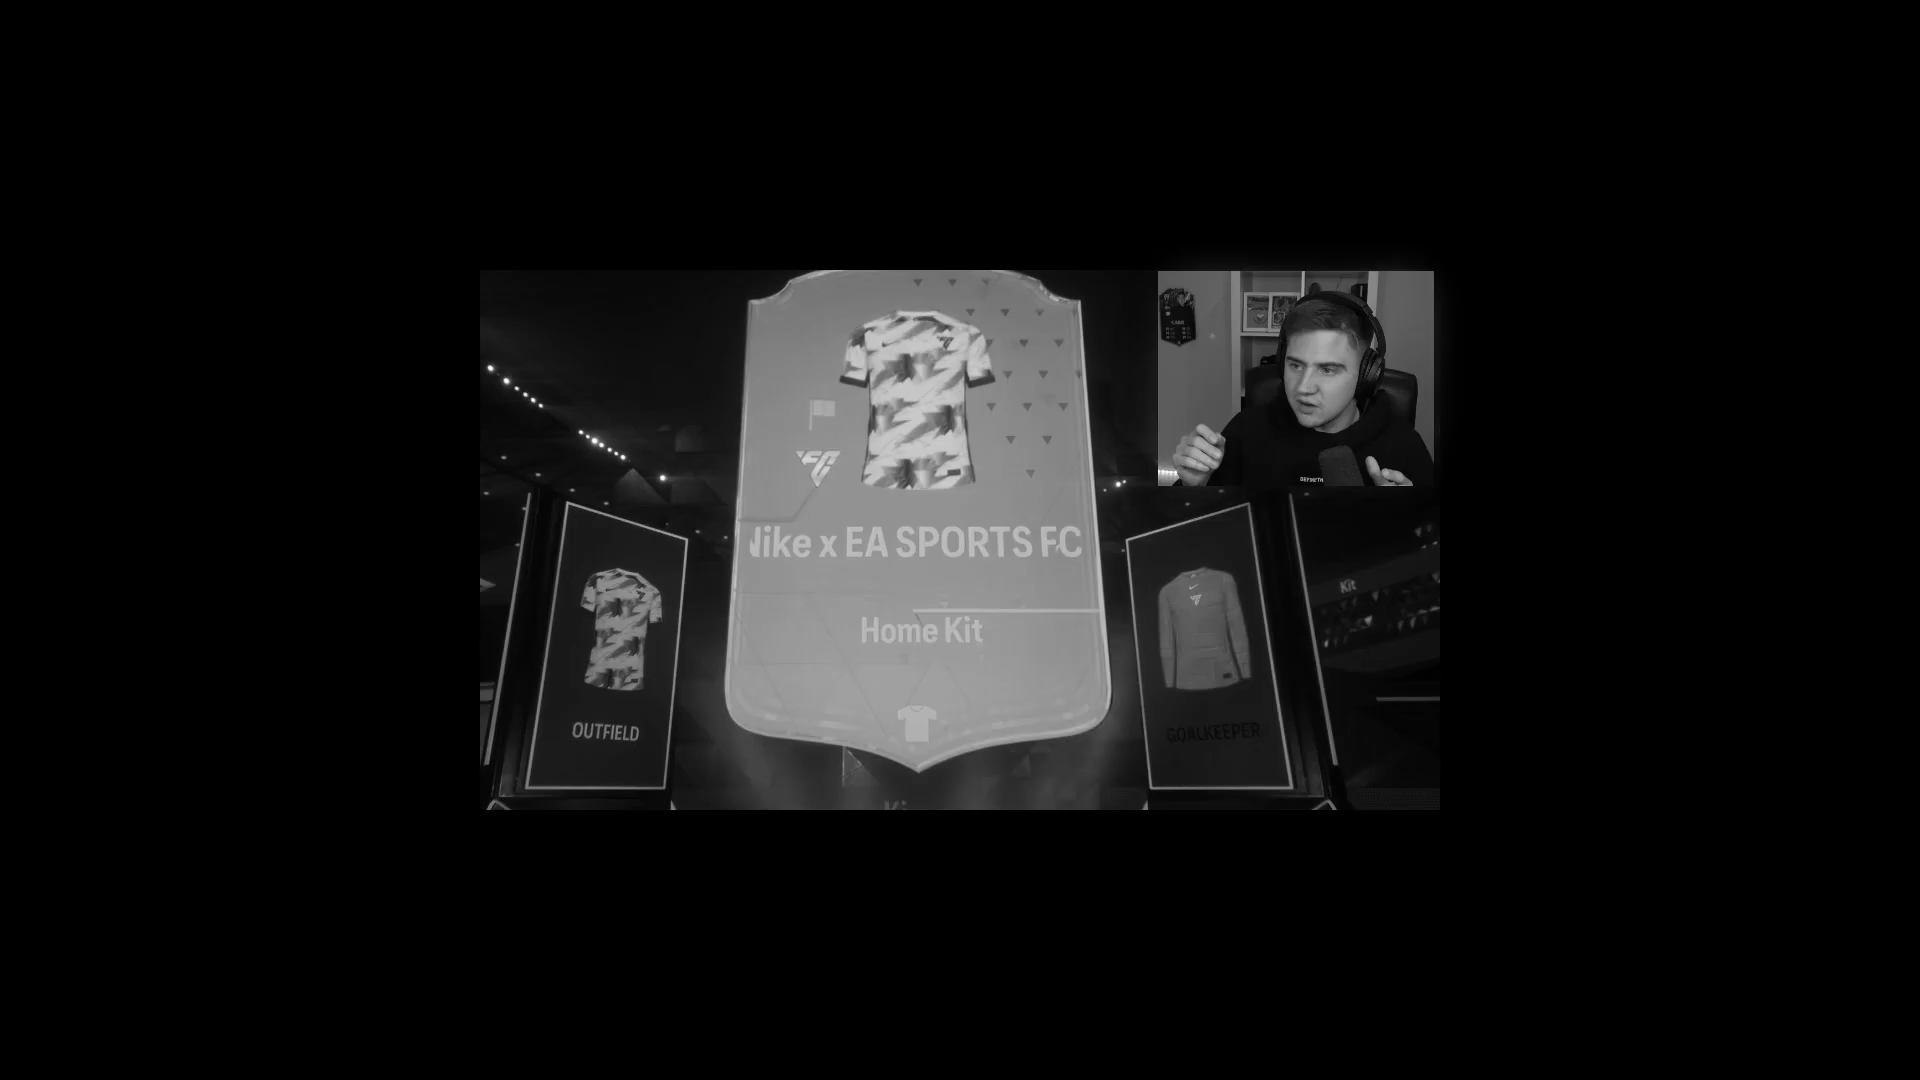 Nike x EA SPORTS FC
Home Kit
OUTFIELD
GOALKEEPER
Kit